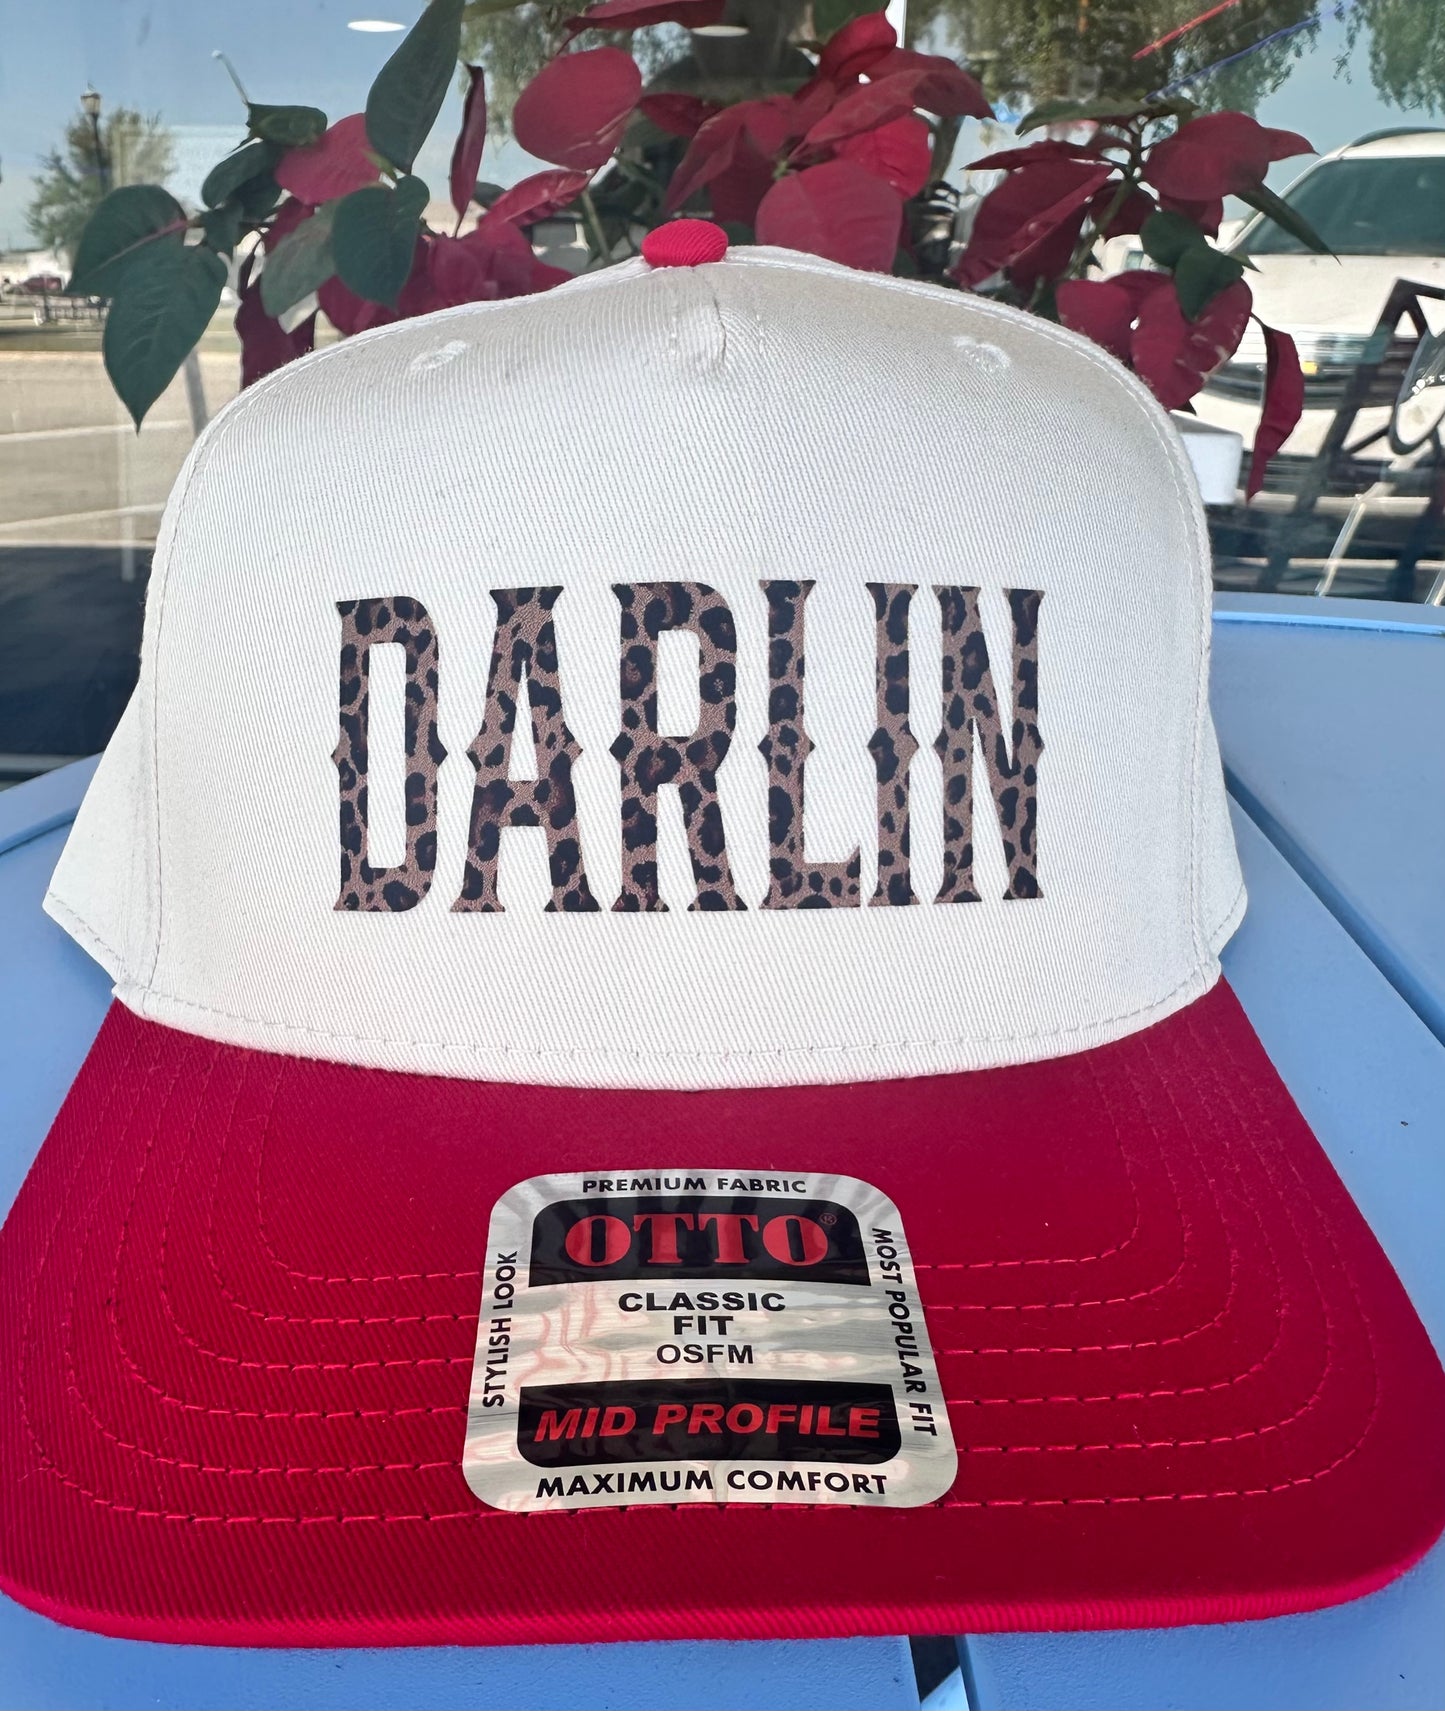 DARLIN
PREMIUM FABRIC
OTTO®
STYLISH LOOK
MOST POPULAR FIT
CLASSIC
FIT
OSFM
MID PROFILE
MAXIMUM COMFORT